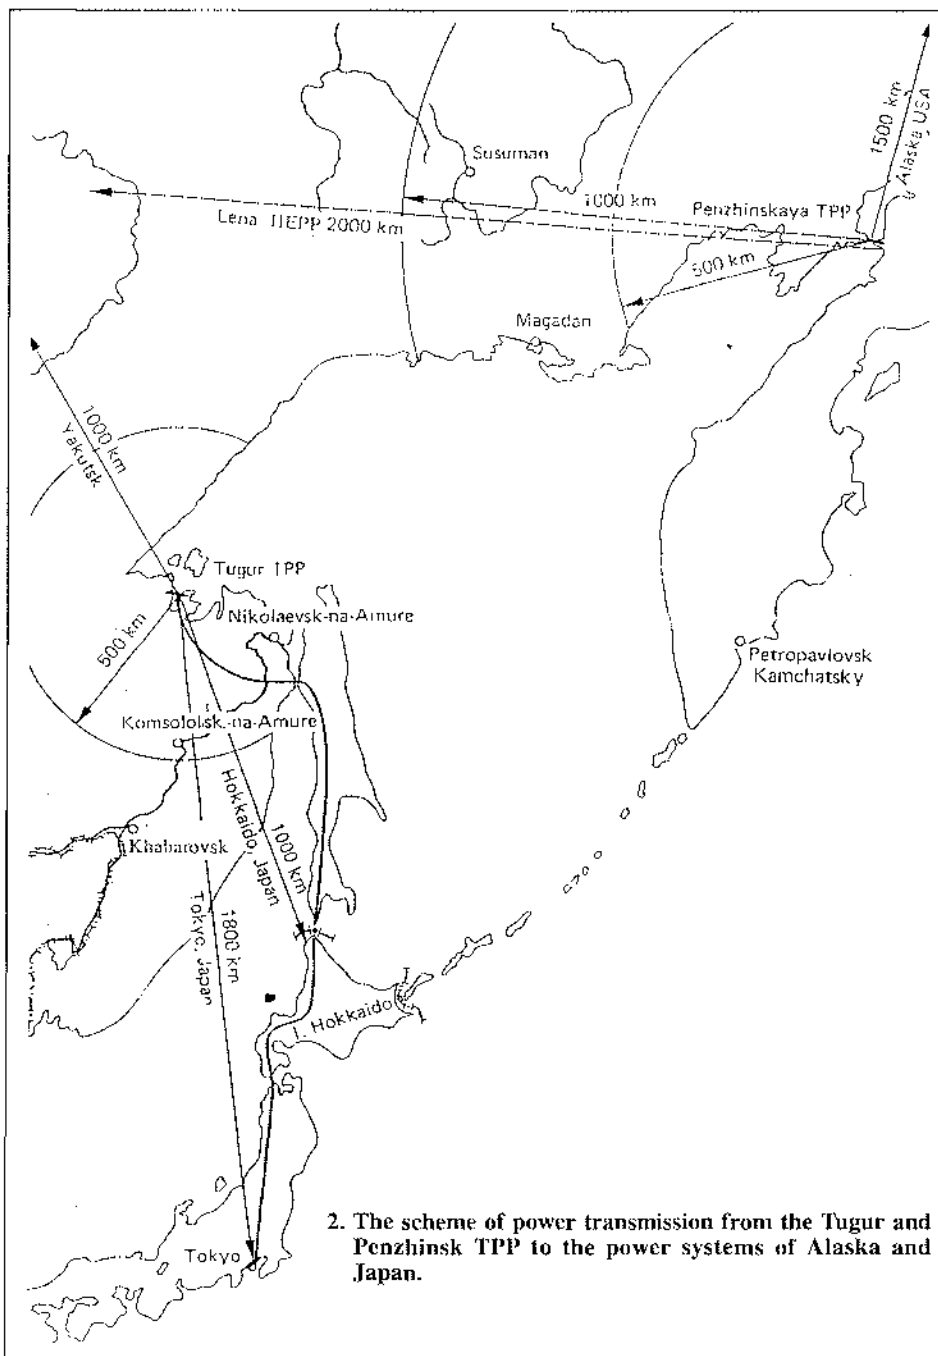 1500 km
Alaska, USA
Susuman
1000 km
Penzhinskaya TPP
Lena HEPP 2000 km
500 km
Magadan
1000 km
Yakutsk
Tugur TPP
Nikolaevsk-na-Amure
500 km
Petropavlovsk
Kamchatsky
Komsololsk-na-Amure
Hokkaido, Japan
1000 km
Khabarovsk
1800 km
Tokyo, Japan
I. Hokkaido
Tokyo
2. The scheme of power transmission from the Tugur and
Penzhinsk TPP to the power systems of Alaska and
Japan.